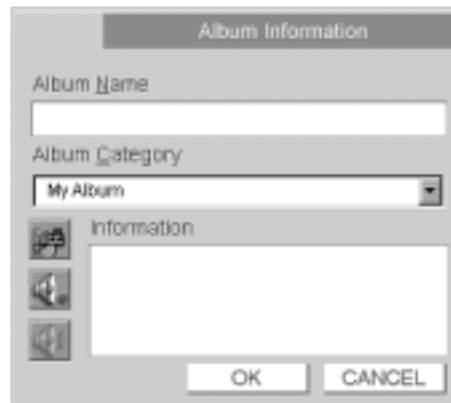 Album Information
Album Name
Album Category
My Album
Information
OK
CANCEL